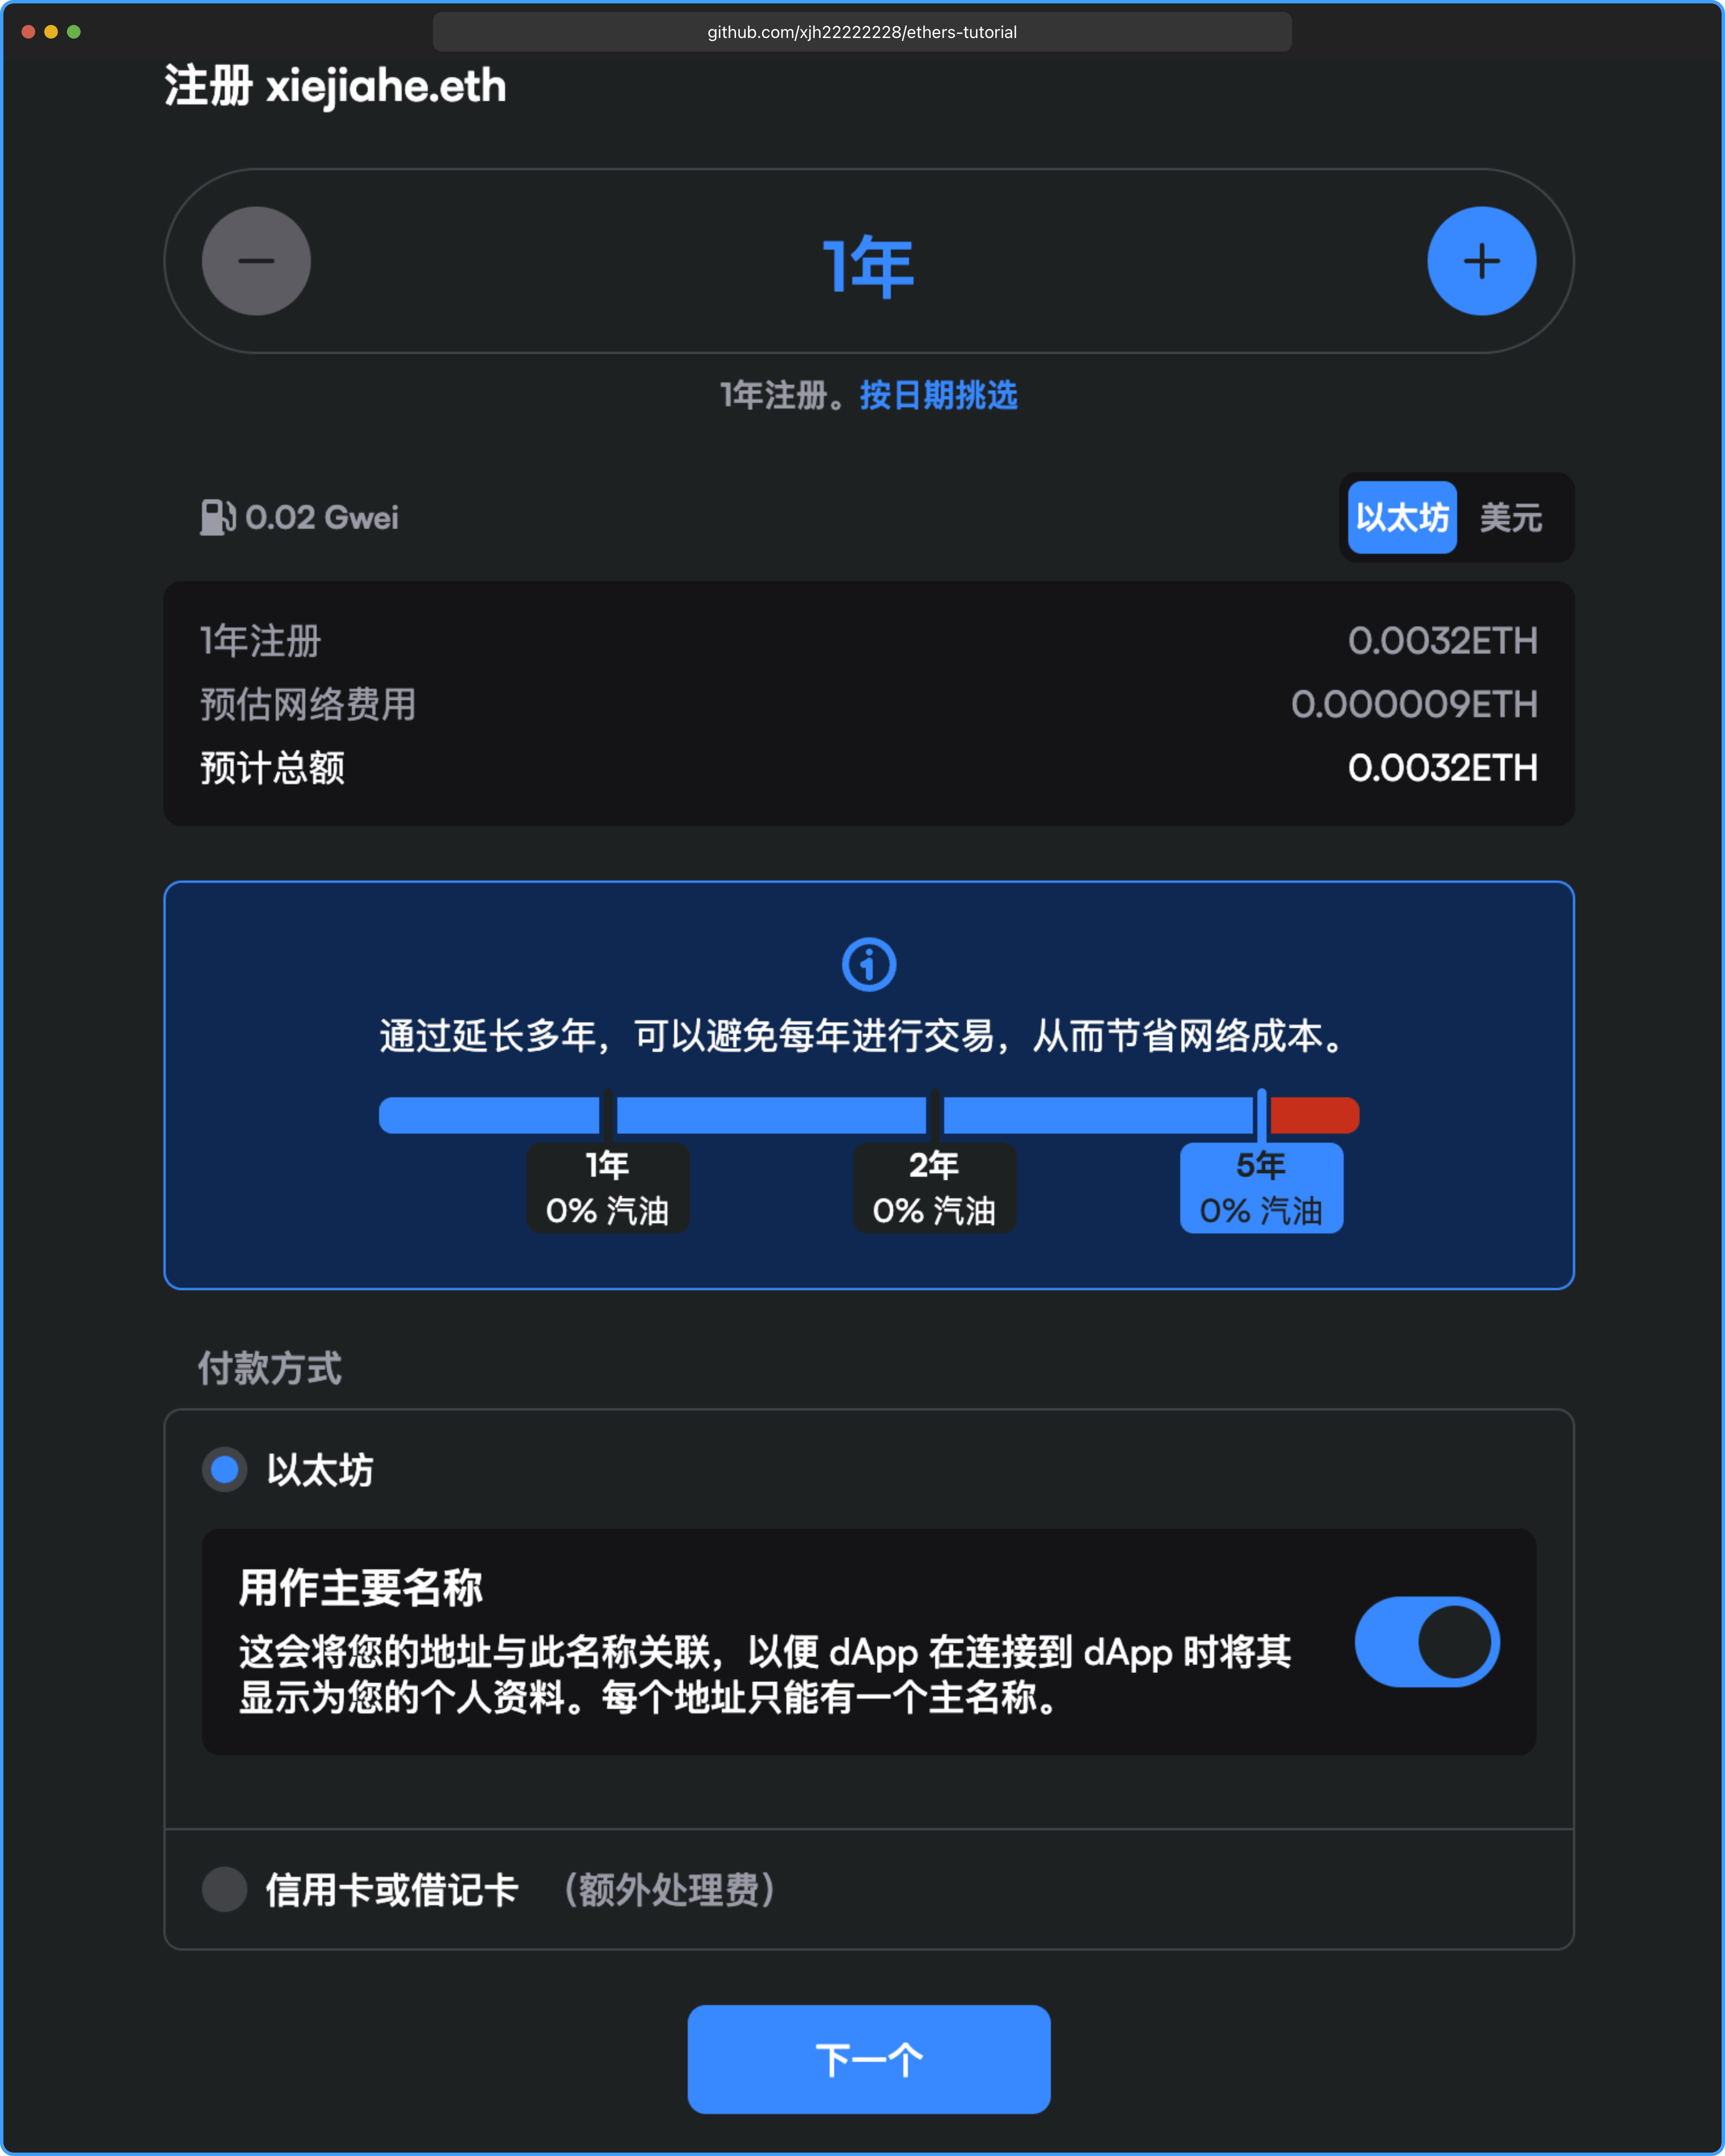 github.com/xjh22222228/ethers-tutorial
注册 xiejiahe.eth
1年
1年注册。按日期挑选
0.02 Gwei
以太坊 美元
1年注册 0.0032ETH
预估网络费用 0.000009ETH
预计总额 0.0032ETH
通过延长多年，可以避免每年进行交易，从而节省网络成本。
1年 2年 5年
0% 汽油 0% 汽油 0% 汽油
付款方式
以太坊
用作主要名称
这会将您的地址与此名称关联，以便 dApp 在连接到 dApp 时将其
显示为您的个人资料。每个地址只能有一个主名称。
信用卡或借记卡 （额外处理费）
下一个